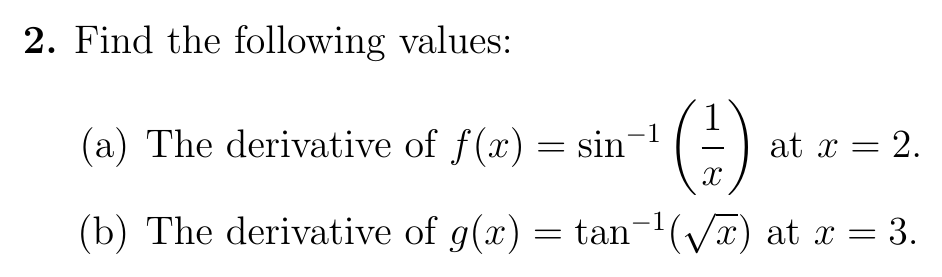 2. Find the following values:
(a) The derivative of f(x) = sin⁻¹(1/x) at x = 2.
(b) The derivative of g(x) = tan⁻¹(√x) at x = 3.